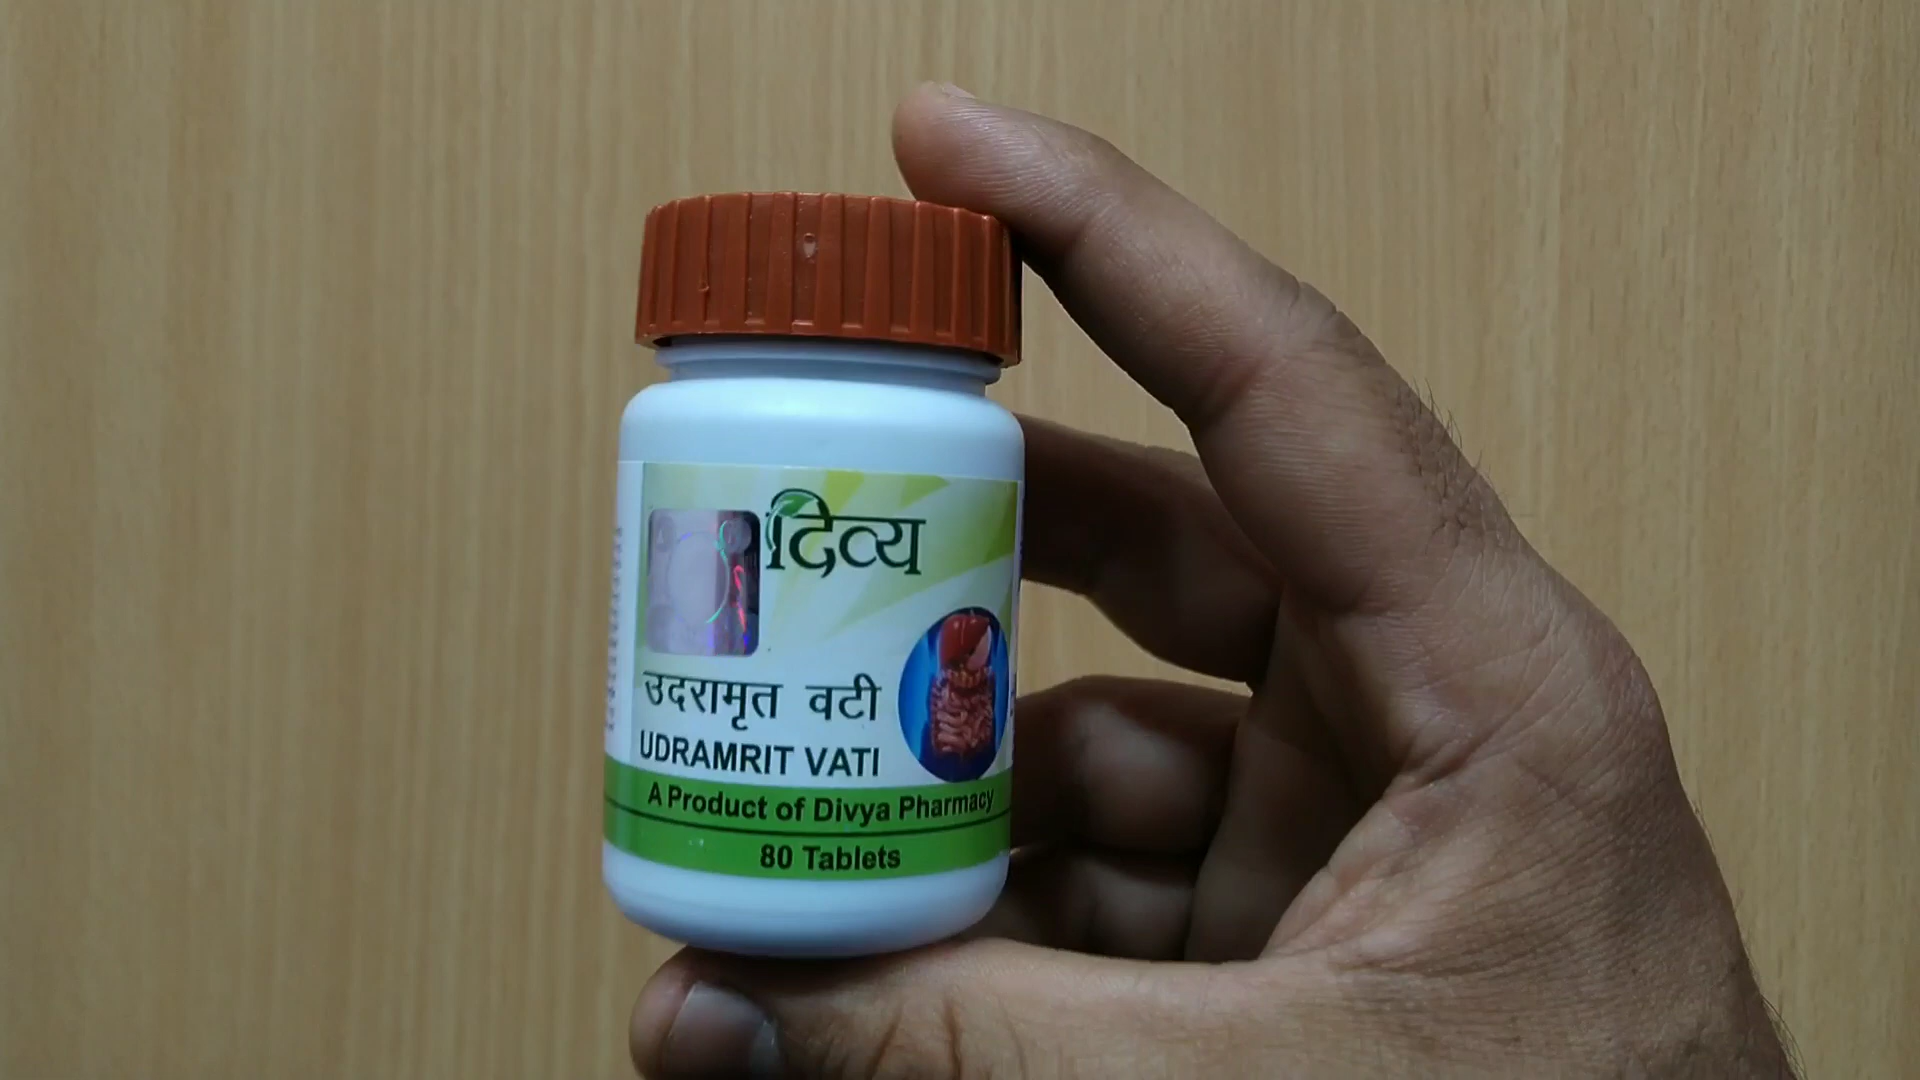 दिव्य
उदरामृत वटी
UDRAMRIT VATI
A Product of Divya Pharmacy
80 Tablets